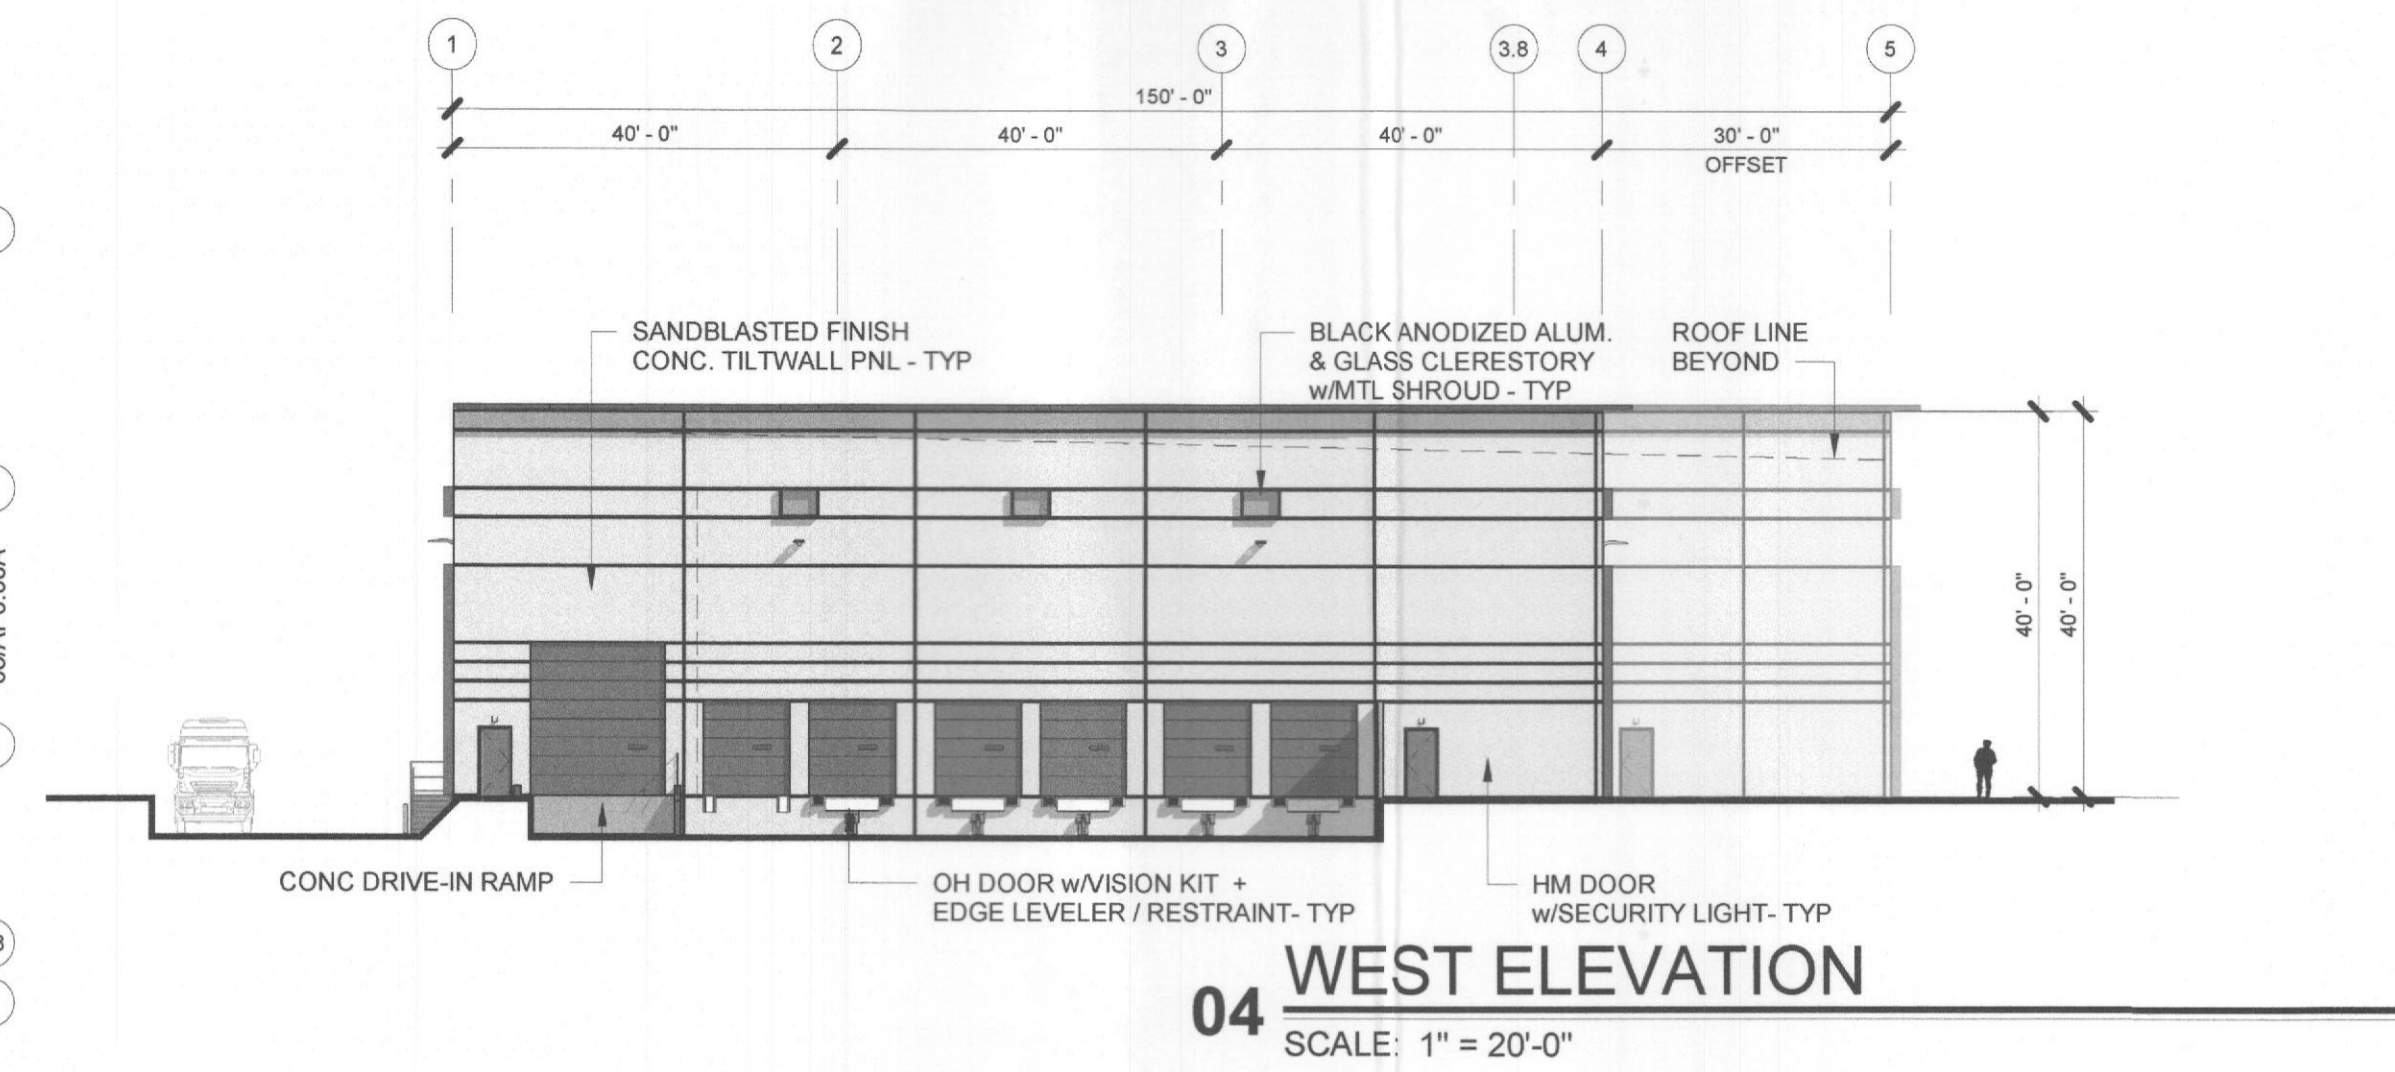 1
2
3
3.8
4
5
150' - 0"
40' - 0"
40' - 0"
40' - 0"
30' - 0"
OFFSET
SANDBLASTED FINISH
CONC. TILTWALL PNL - TYP
BLACK ANODIZED ALUM.
& GLASS CLERESTORY
w/MTL SHROUD - TYP
ROOF LINE
BEYOND
40' - 0"
40' - 0"
CONC DRIVE-IN RAMP
OH DOOR w/VISION KIT +
EDGE LEVELER / RESTRAINT- TYP
HM DOOR
w/SECURITY LIGHT- TYP
04
WEST ELEVATION
SCALE: 1" = 20'-0"